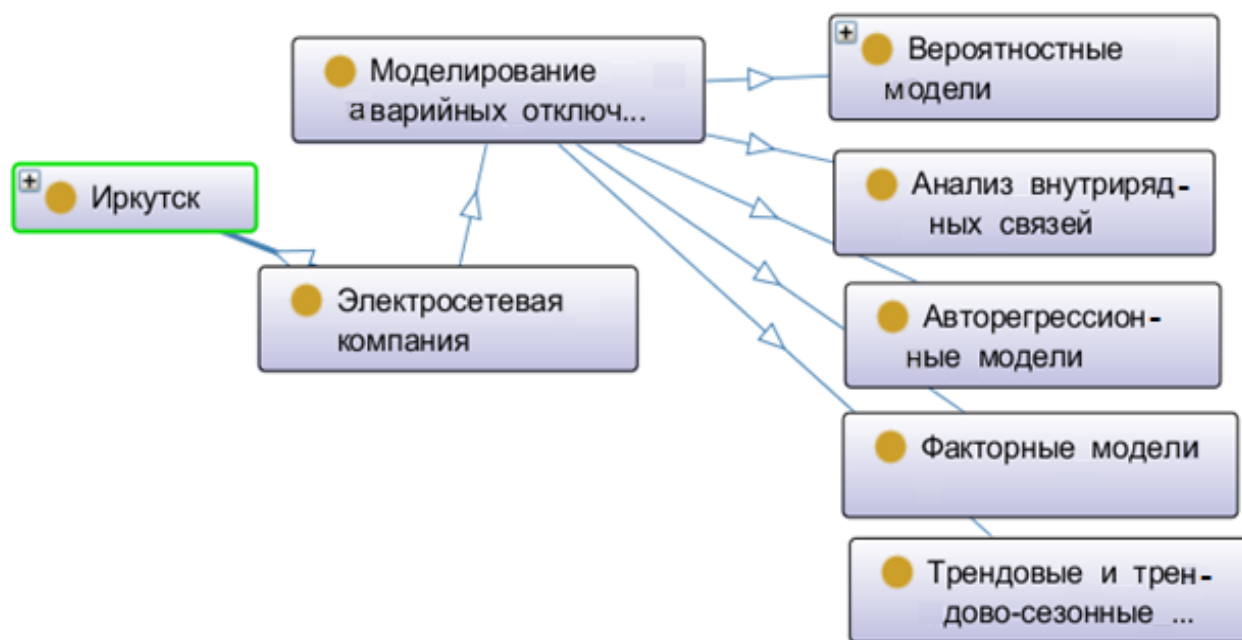 Моделирование
аварийных отключ...
Вероятностные
модели
Иркутск
Анализ внутриряд-
ных связей
Электросетевая
компания
Авторегрессион-
ные модели
Факторные модели
Трендовые и трен-
дово-сезонные ...